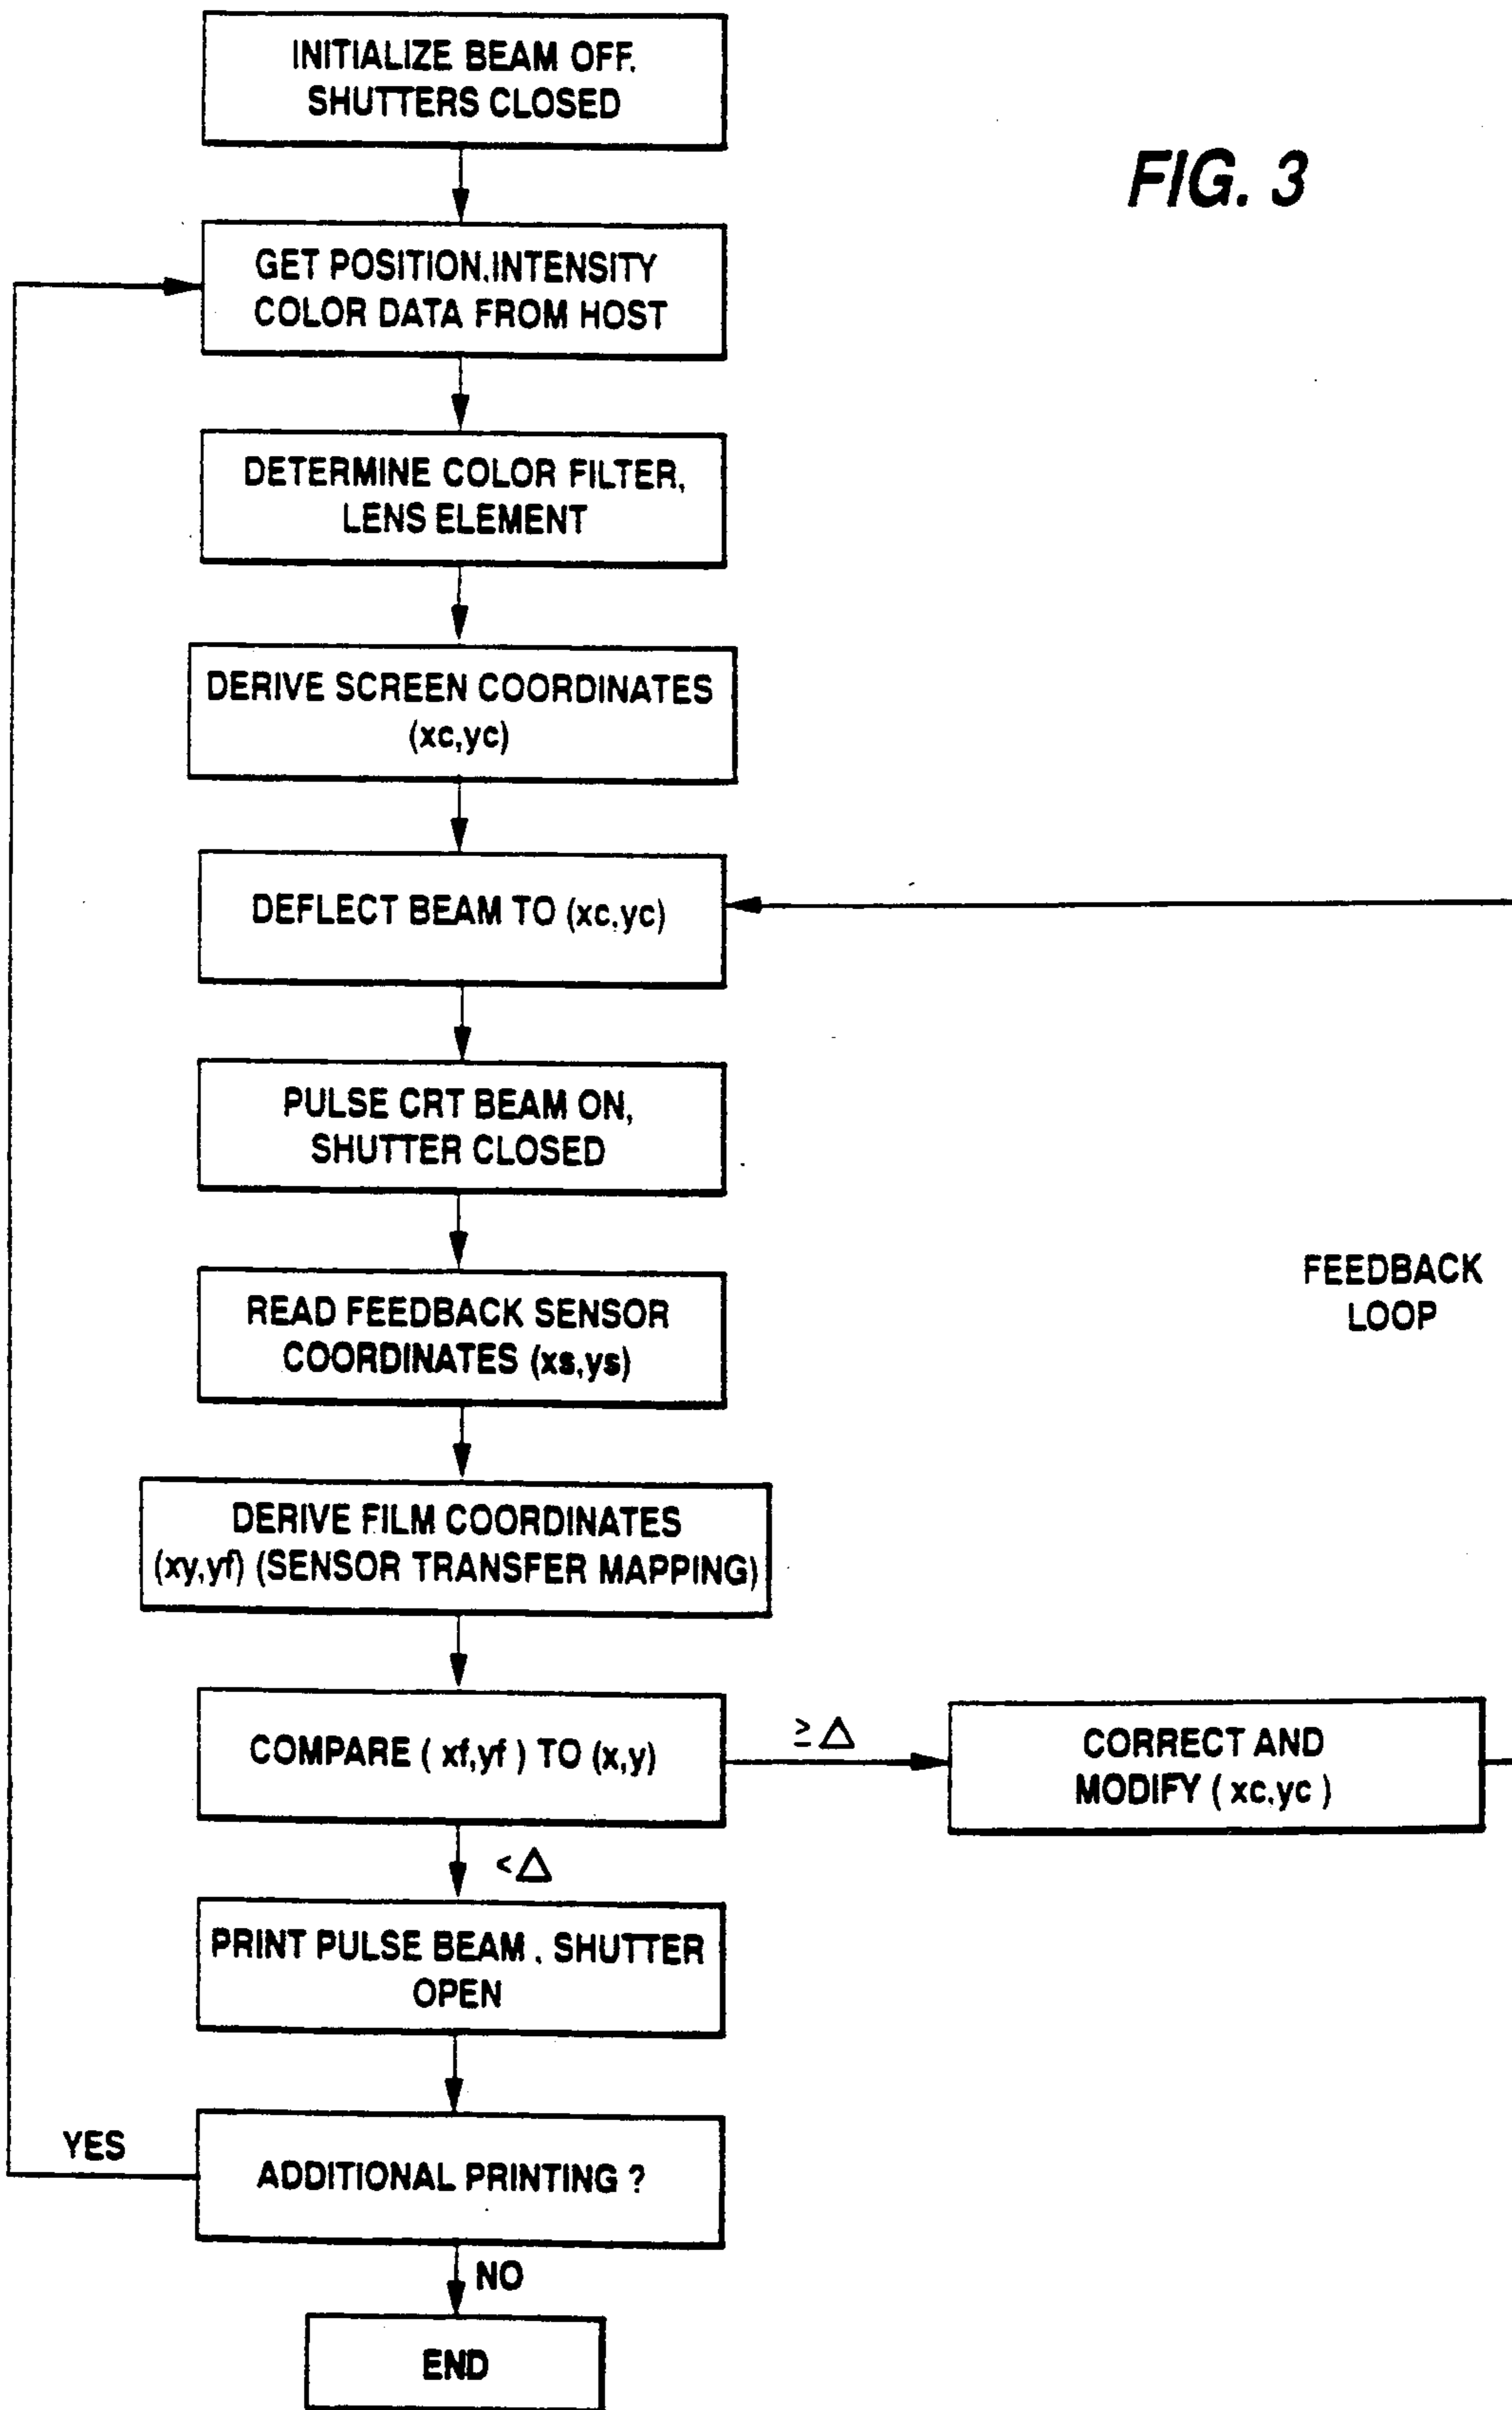 INITIALIZE BEAM OFF.
SHUTTERS CLOSED
FIG. 3
GET POSITION.INTENSITY
COLOR DATA FROM HOST
DETERMINE COLOR FILTER,
LENS ELEMENT
DERIVE SCREEN COORDINATES
(xc,yc)
DEFLECT BEAM TO (xc,yc)
PULSE CRT BEAM ON,
SHUTTER CLOSED
READ FEEDBACK SENSOR
COORDINATES (xs,ys)
FEEDBACK
LOOP
DERIVE FILM COORDINATES
(xy,yf) (SENSOR TRANSFER MAPPING)
COMPARE ( xf,yf ) TO (x,y)
≥ △
CORRECT AND
MODIFY ( xc,yc )
< △
PRINT PULSE BEAM . SHUTTER
OPEN
YES
ADDITIONAL PRINTING ?
NO
END